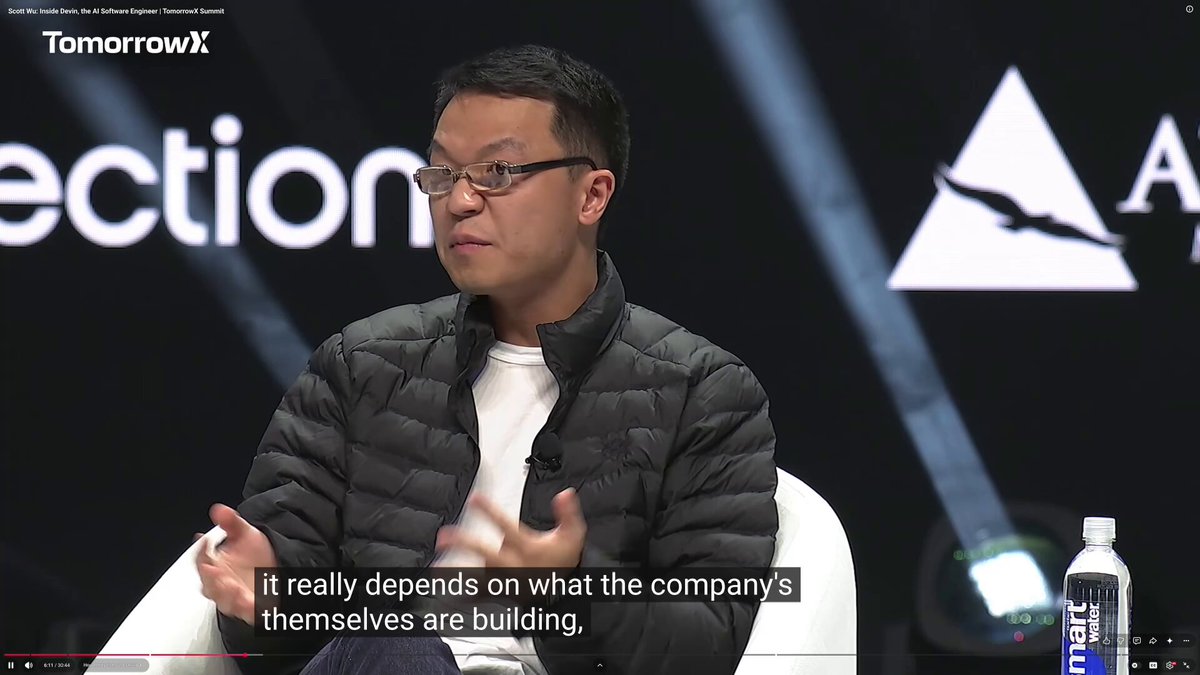 Scott Wu: Inside Devin, the AI Software Engineer | TomorrowX Summit
TomorrowX
ection
A
it really depends on what the company's
themselves are building,
mart
water
6:11 / 30:44